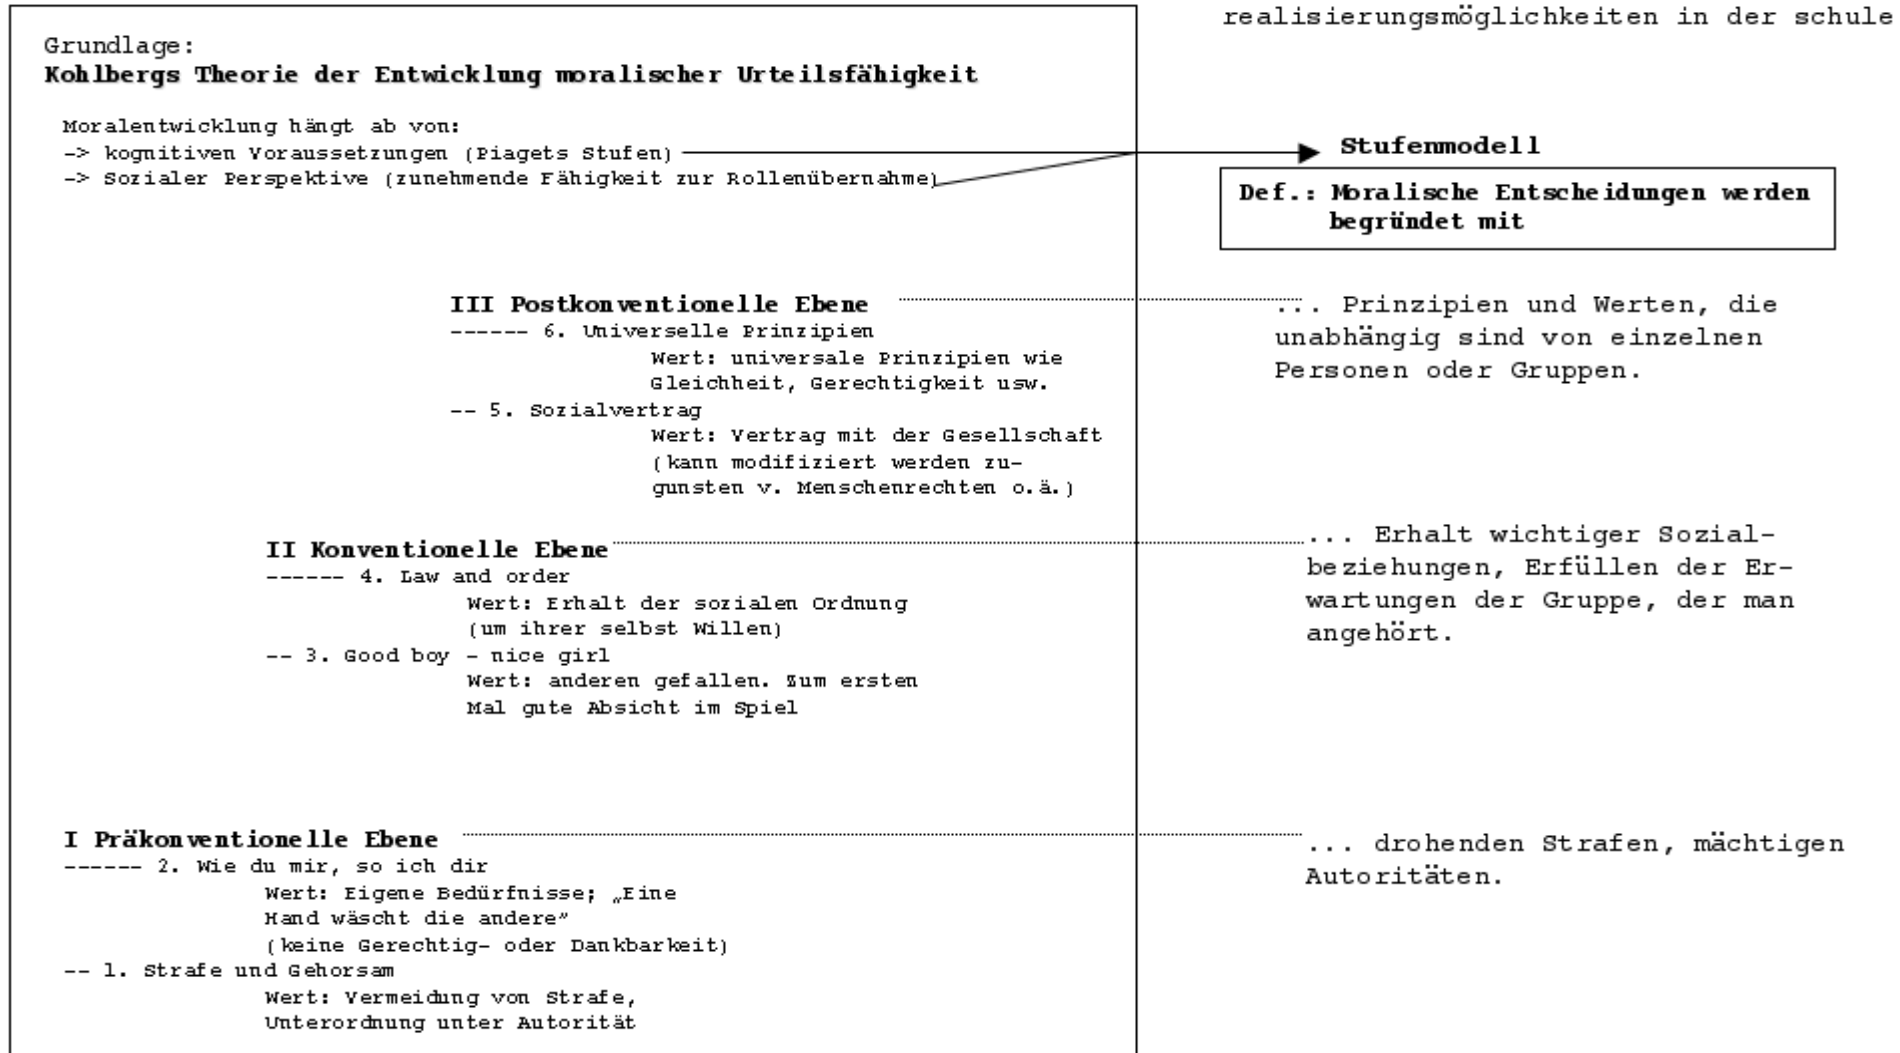 realisierungsmöglichkeiten in der schule
Grundlage:
Kohlbergs Theorie der Entwicklung moralischer Urteilsfähigkeit
Moralentwicklung hängt ab von:
-> kognitiven Voraussetzungen (Piagets Stufen)
-> Sozialer Perspektive (zunehmende Fähigkeit zur Rollenübernahme)
Stufenmodell
Def.: Moralische Entscheidungen werden
begründet mit
III Postkonventionelle Ebene
------ 6. Universelle Prinzipien
Wert: universale Prinzipien wie
Gleichheit, Gerechtigkeit usw.
-- 5. Sozialvertrag
Wert: Vertrag mit der Gesellschaft
(kann modifiziert werden zu-
gunsten v. Menschenrechten o.ä.)
... Prinzipien und Werten, die
unabhängig sind von einzelnen
Personen oder Gruppen.
II Konventionelle Ebene
------ 4. Law and order
Wert: Erhalt der sozialen Ordnung
(um ihrer selbst Willen)
-- 3. Good boy - nice girl
Wert: anderen gefallen. Zum ersten
Mal gute Absicht im Spiel
... Erhalt wichtiger Sozial-
beziehungen, Erfüllen der Er-
wartungen der Gruppe, der man
angehört.
I Präkonventionelle Ebene
------ 2. Wie du mir, so ich dir
Wert: Eigene Bedürfnisse; „Eine
Hand wäscht die andere"
(keine Gerechtig- oder Dankbarkeit)
-- 1. Strafe und Gehorsam
Wert: Vermeidung von Strafe,
Unterordnung unter Autorität
... drohenden Strafen, mächtigen
Autoritäten.